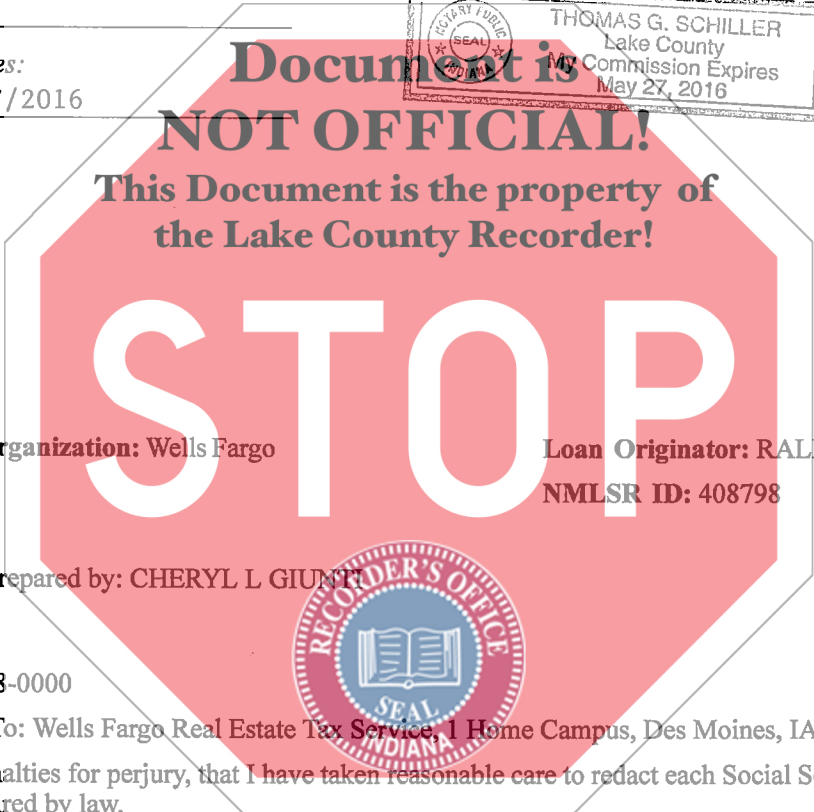 THOMAS G. SCHILLER
Lake County
My Commission Expires
May 27, 2016
NOTARY PUBLIC
SEAL
INDIANA
es:
/2016
Document is
NOT OFFICIAL!
This Document is the property of
the Lake County Recorder!
STOP
rganization: Wells Fargo Loan Originator: RAL
NMLSR ID: 408798
repared by: CHERYL L GIUNTI
RECORDER'S OFFICE
SEAL
INDIANA
8-0000
To: Wells Fargo Real Estate Tax Service, 1 Home Campus, Des Moines, IA
alties for perjury, that I have taken reasonable care to redact each Social S
red by law.